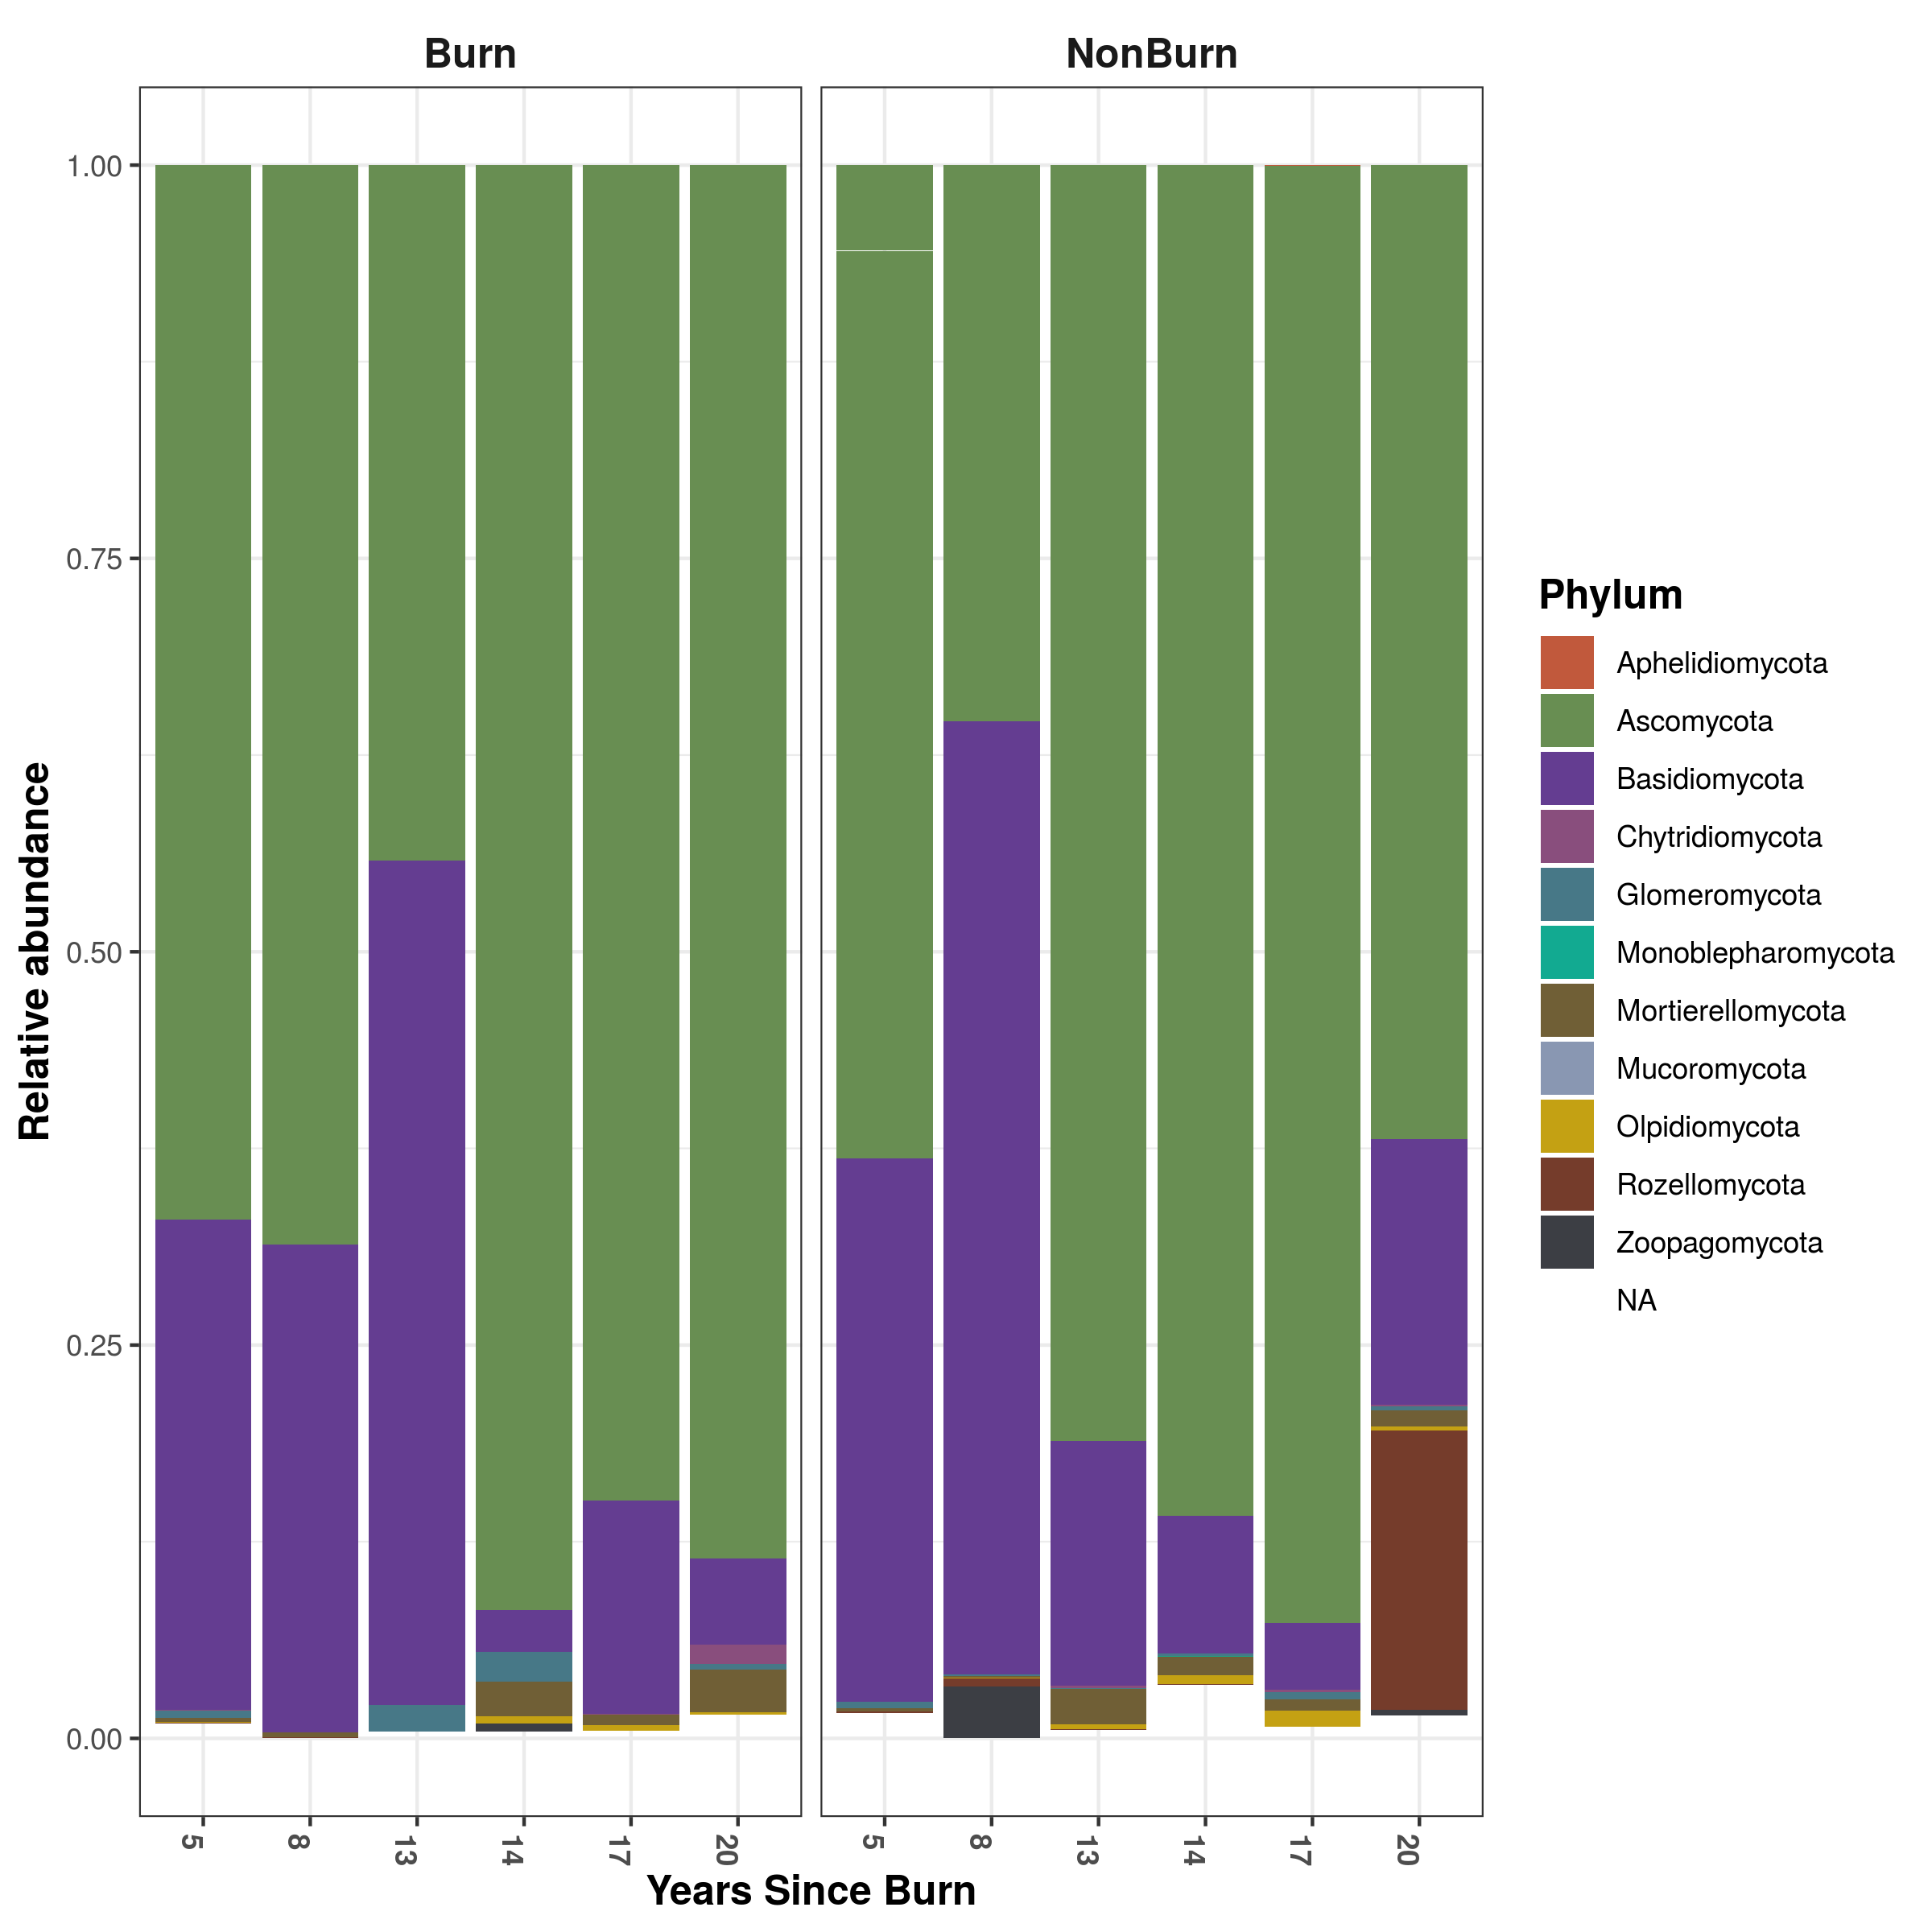 Burn NonBurn
1.00
0.75
0.50
0.25
0.00
Relative abundance
5 8 13 14 17 20 5 8 13 14 17 20
Years Since Burn
Phylum
Aphelidiomycota
Ascomycota
Basidiomycota
Chytridiomycota
Glomeromycota
Monoblepharomycota
Mortierellomycota
Mucoromycota
Olpidiomycota
Rozellomycota
Zoopagomycota
NA